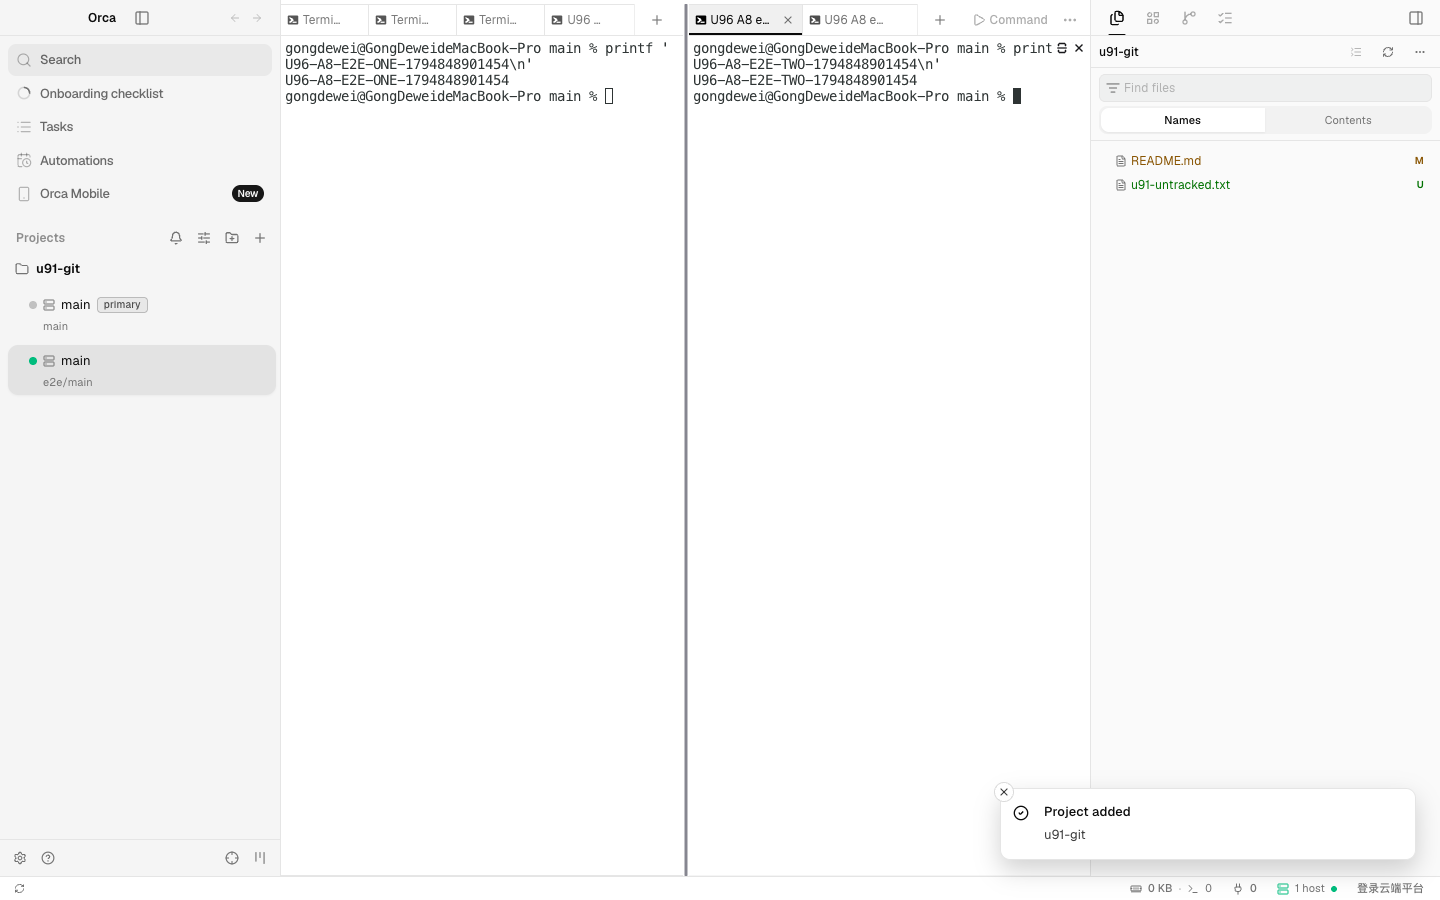 Orca
Search
Onboarding checklist
Tasks
Automations
Orca Mobile
New
Projects
u91-git
main
primary
main
main
e2e/main
Termi...
Termi...
Termi...
U96 ...
gongdewei@GongDeweideMacBook-Pro main % printf '
U96-A8-E2E-ONE-1794848901454\n'
U96-A8-E2E-ONE-1794848901454
gongdewei@GongDeweideMacBook-Pro main %
U96 A8 e...
U96 A8 e...
Command
gongdewei@GongDeweideMacBook-Pro main % print
U96-A8-E2E-TWO-1794848901454\n'
U96-A8-E2E-TWO-1794848901454
gongdewei@GongDeweideMacBook-Pro main %
u91-git
Find files
Names
Contents
README.md
M
u91-untracked.txt
U
Project added
u91-git
0 KB · 0
0
1 host
登录云端平台